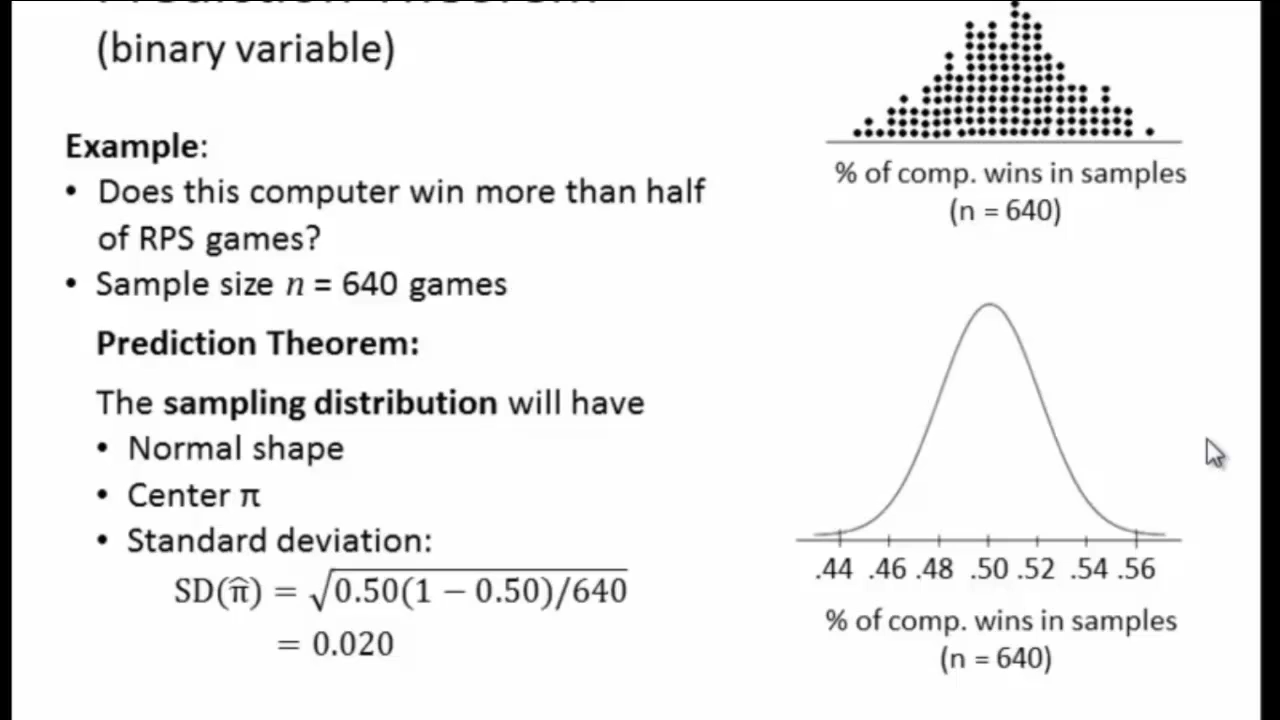 (binary variable)
Example:
• Does this computer win more than half
of RPS games?
• Sample size n = 640 games
Prediction Theorem:
The sampling distribution will have
• Normal shape
• Center π
• Standard deviation:
SD(π̂) = √0.50(1 − 0.50)/640
= 0.020
% of comp. wins in samples
(n = 640)
.44 .46 .48 .50 .52 .54 .56
% of comp. wins in samples
(n = 640)